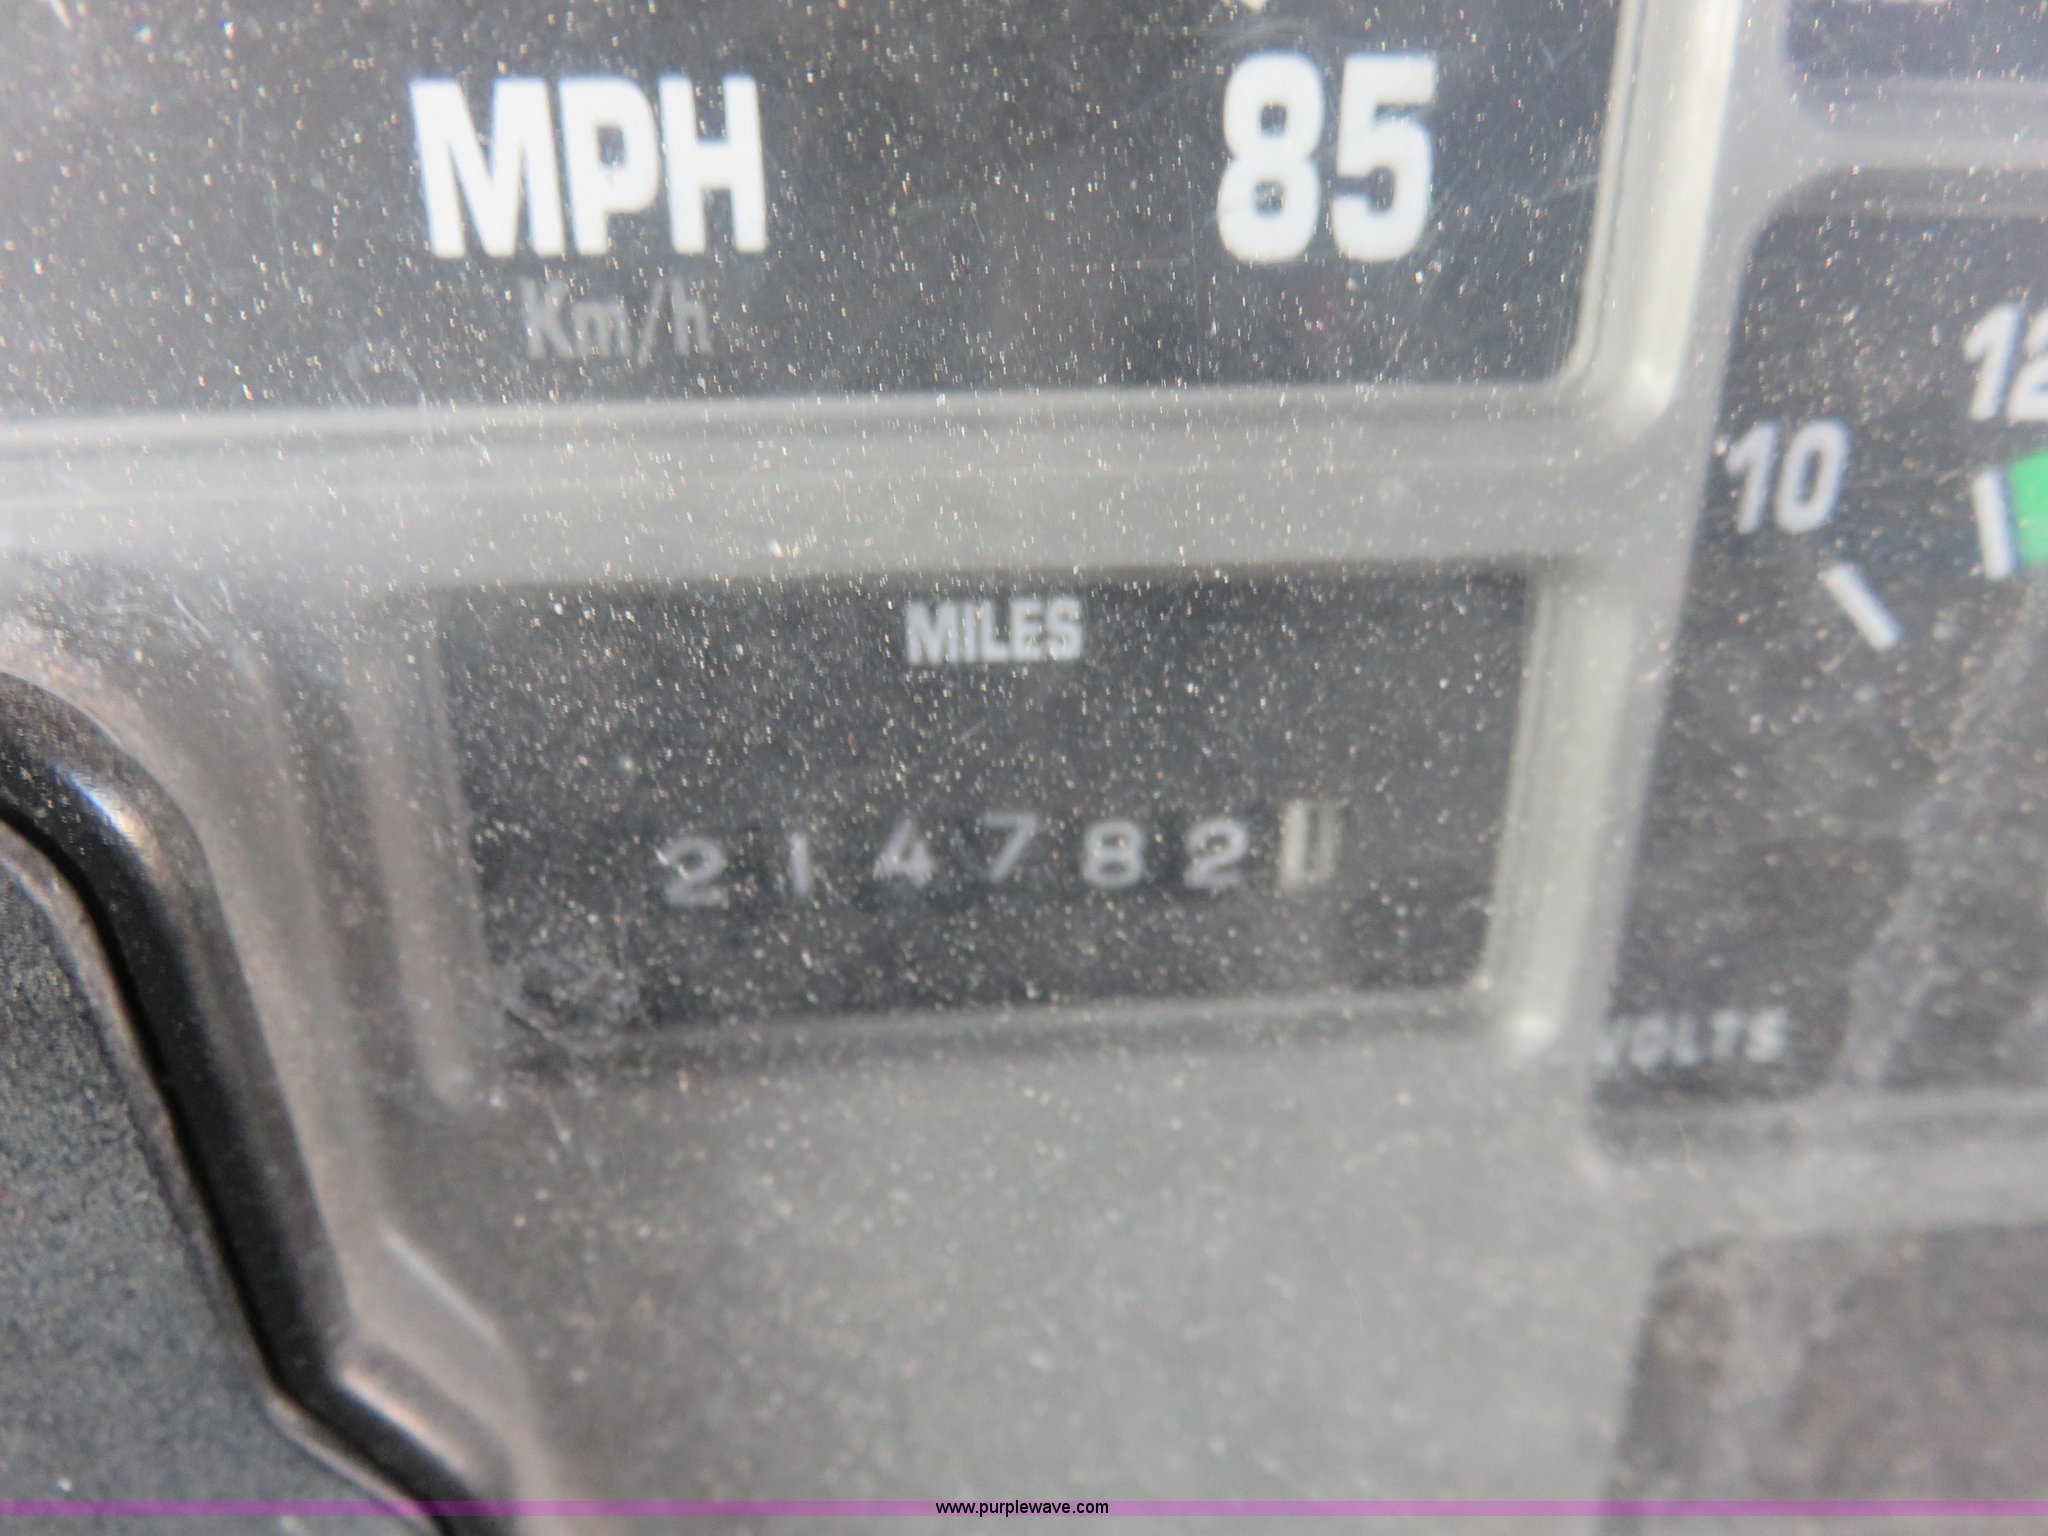 MPH
85
Km/h
12
10
MILES
214782
VOLTS
www.purplewave.com